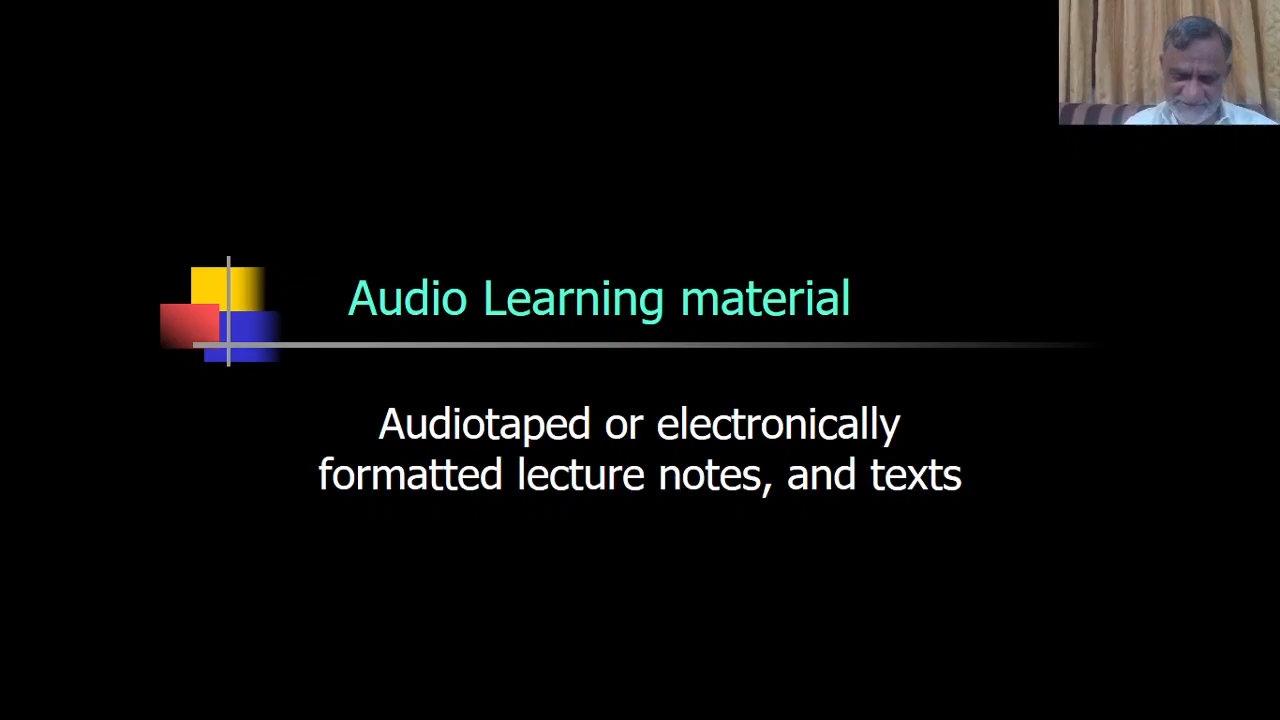 Audio Learning material
Audiotaped or electronically
formatted lecture notes, and texts